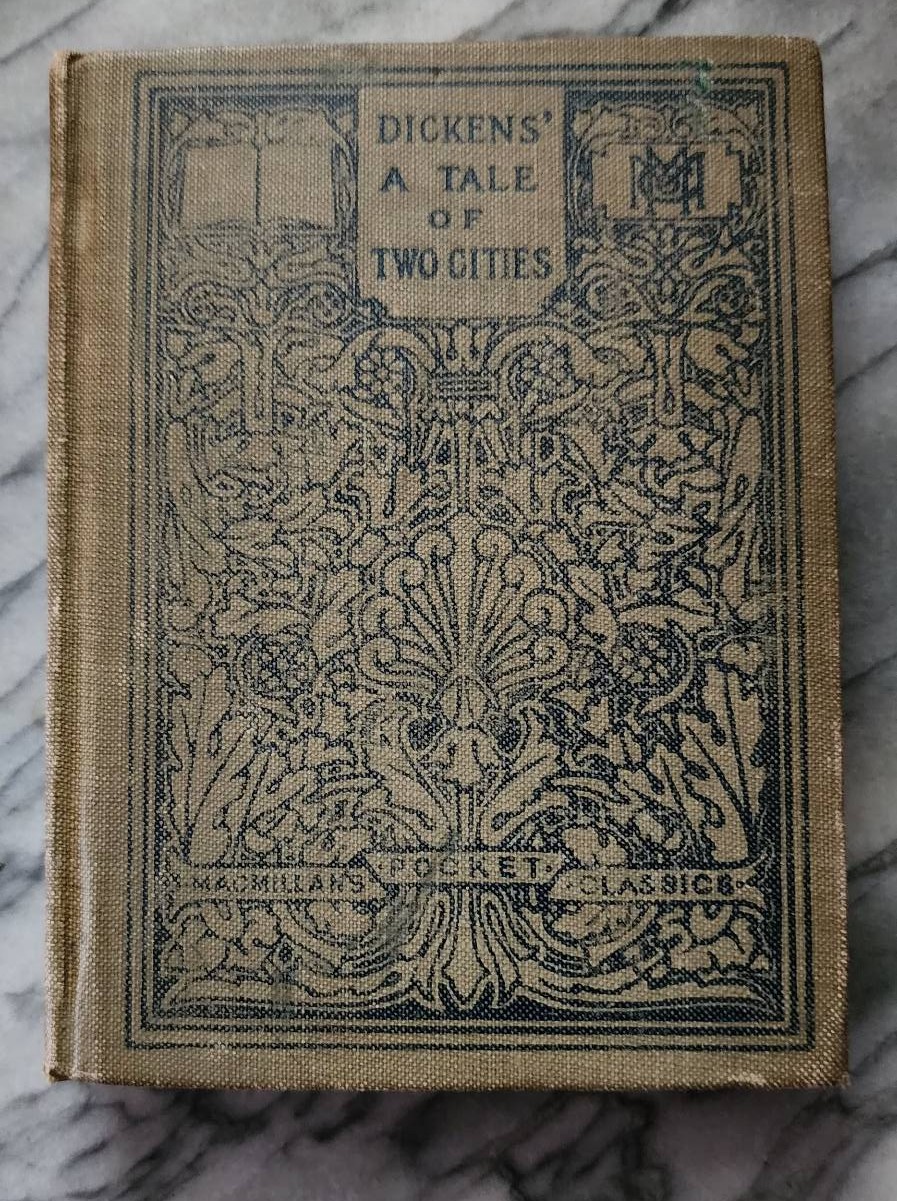 DICKENS'
A TALE
OF
TWO CITIES
MACMILLAN'S POCKET CLASSICS